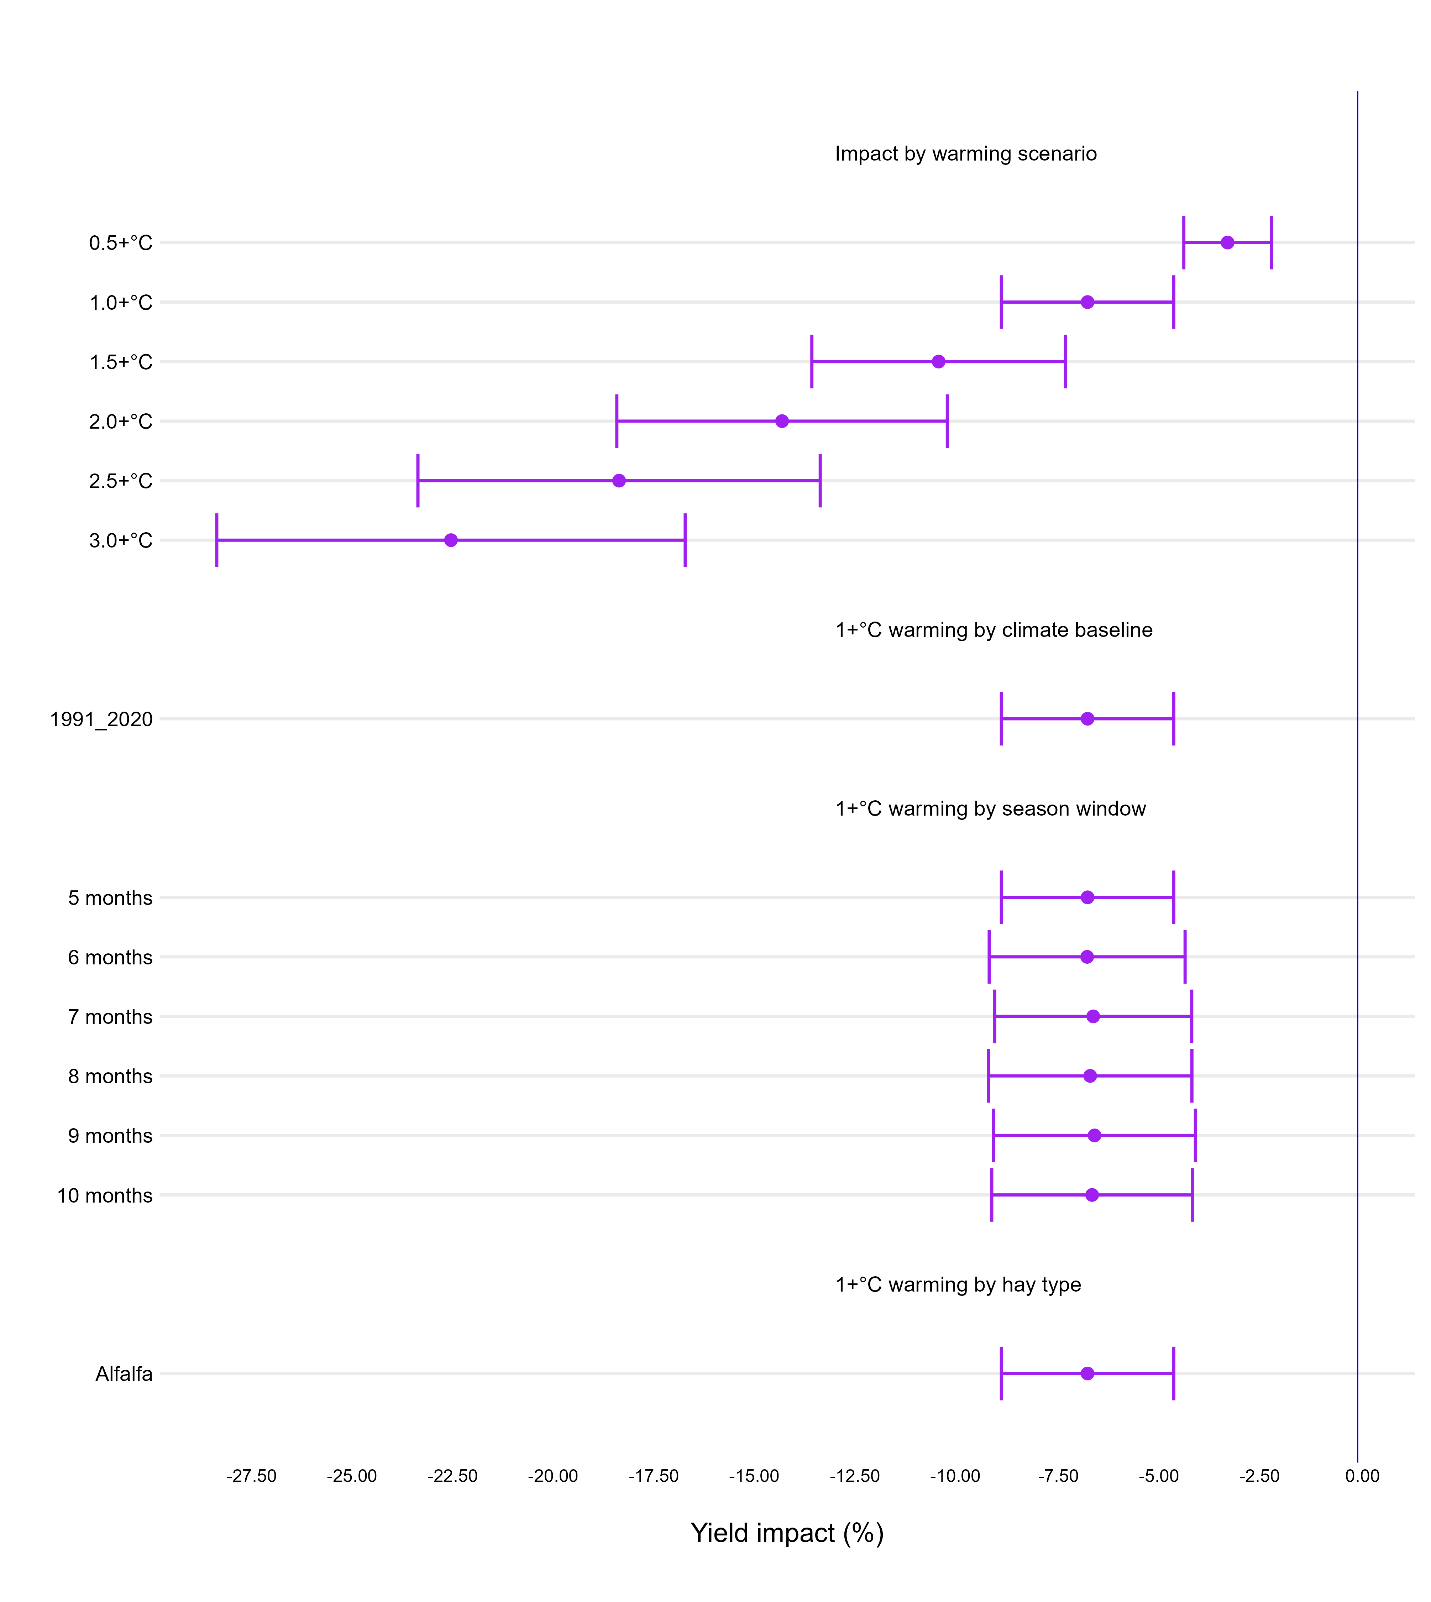 Impact by warming scenario
0.5+°C
1.0+°C
1.5+°C
2.0+°C
2.5+°C
3.0+°C
1+°C warming by climate baseline
1991_2020
1+°C warming by season window
5 months
6 months
7 months
8 months
9 months
10 months
1+°C warming by hay type
Alfalfa
-27.50 -25.00 -22.50 -20.00 -17.50 -15.00 -12.50 -10.00 -7.50 -5.00 -2.50 0.00
Yield impact (%)